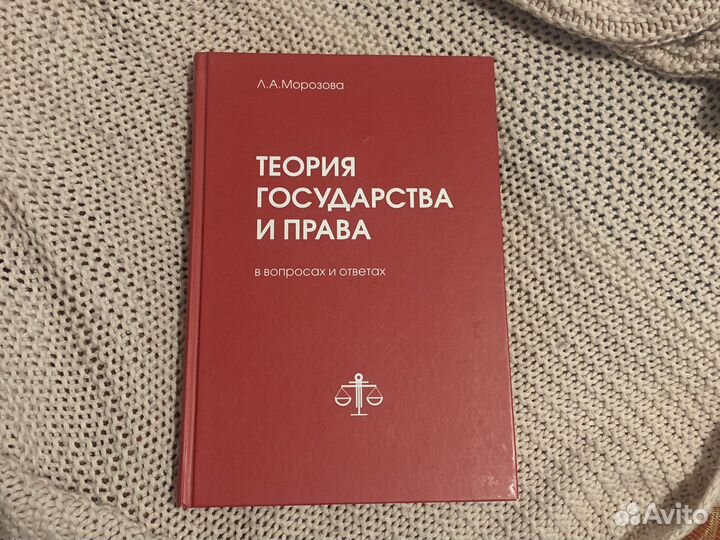 Л.А.Морозова
ТЕОРИЯ
ГОСУДАРСТВА
И ПРАВА
в вопросах и ответах
Avito